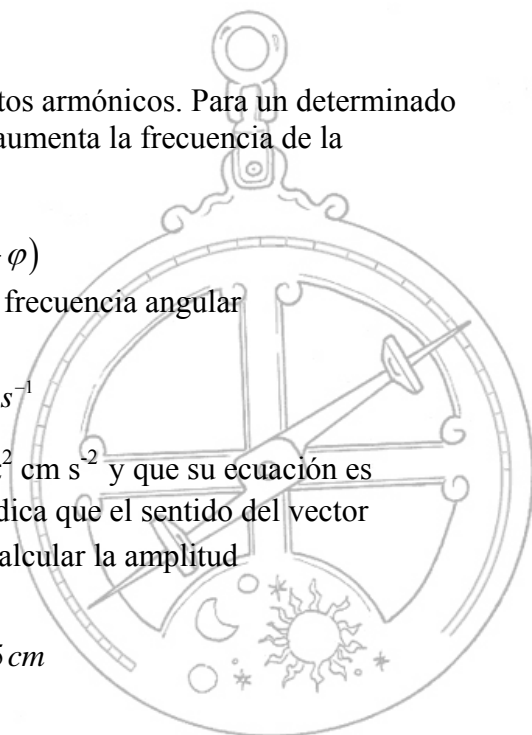 tos armónicos. Para un determinado
aumenta la frecuencia de la
φ)
frecuencia angular
s⁻¹
² cm s⁻² y que su ecuación es
dica que el sentido del vector
alcular la amplitud
cm